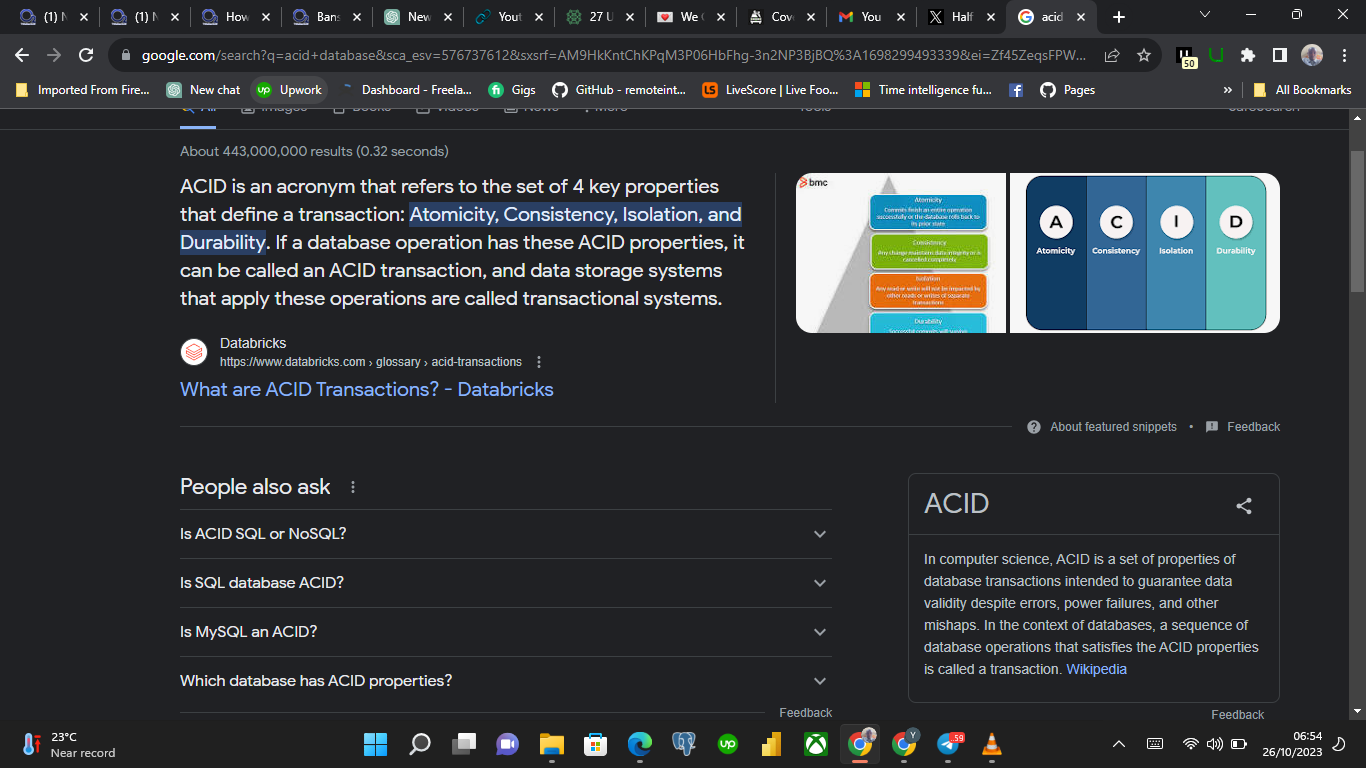 (1) N
(1) N
How
Bans
New
Yout
27 U
We (
Cov
You
Half
acid
google.com/search?q=acid+database&sca_esv=576737612&sxsrf=AM9HkKntChKPqM3P06HbFhg-3n2NP3BjBQ%3A1698299493339&ei=Zf45ZeqsFPW...
50
Imported From Fire...
New chat
Upwork
Dashboard - Freela...
Gigs
GitHub - remoteint...
LiveScore | Live Foo...
Time intelligence fu...
Pages
»
All Bookmarks
About 443,000,000 results (0.32 seconds)
ACID is an acronym that refers to the set of 4 key properties
that define a transaction: Atomicity, Consistency, Isolation, and
Durability. If a database operation has these ACID properties, it
can be called an ACID transaction, and data storage systems
that apply these operations are called transactional systems.
bmc
Atomicity
Commits finish an entire operation
successfully or the database rolls back to
its prior state
Consistency
Any change maintains data integrity or is
cancelled completely
Isolation
Any read or write will not be impacted by
other reads or writes of separate
transactions
Durability
A C I D
Atomicity Consistency Isolation Durability
Databricks
https://www.databricks.com › glossary › acid-transactions
What are ACID Transactions? - Databricks
About featured snippets • Feedback
People also ask
Is ACID SQL or NoSQL?
Is SQL database ACID?
Is MySQL an ACID?
Which database has ACID properties?
Feedback
ACID
In computer science, ACID is a set of properties of
database transactions intended to guarantee data
validity despite errors, power failures, and other
mishaps. In the context of databases, a sequence of
database operations that satisfies the ACID properties
is called a transaction. Wikipedia
Feedback
23°C
Near record
up
Y
59
06:54
26/10/2023